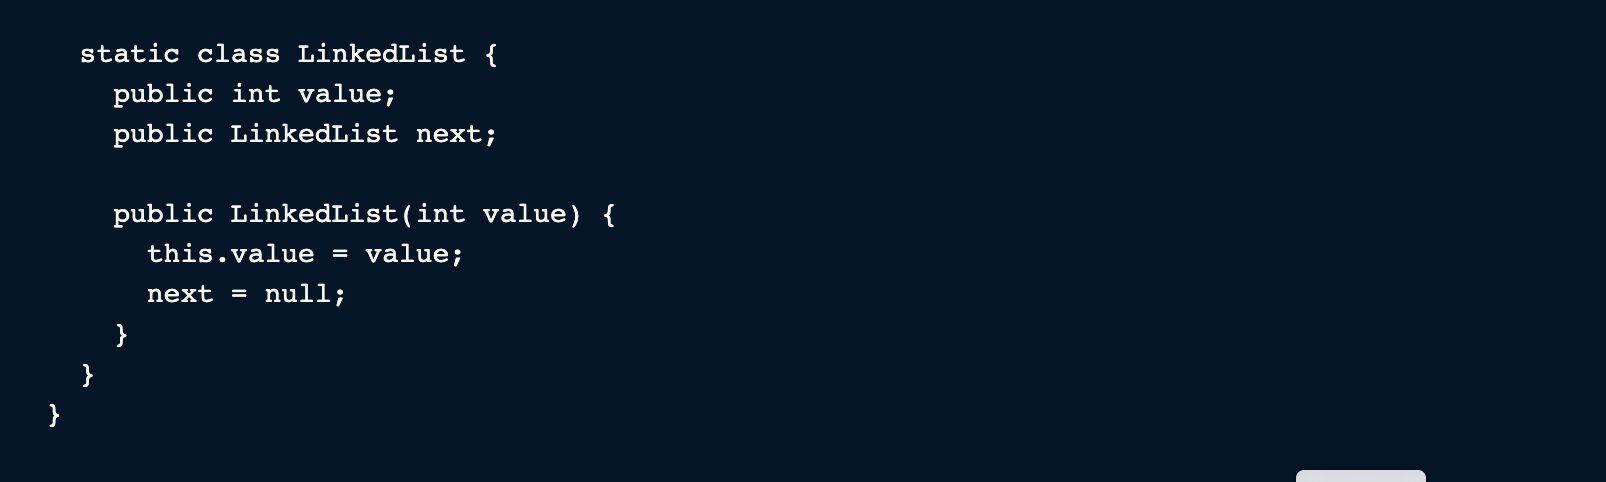 static class LinkedList {
public int value;
public LinkedList next;
public LinkedList(int value) {
this.value = value;
next = null;
}
}
}